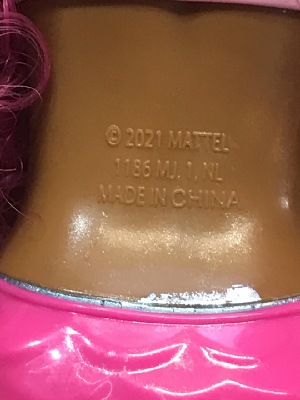 © 2021 MATTEL
1186 MJ, 1, NL
MADE IN CHINA